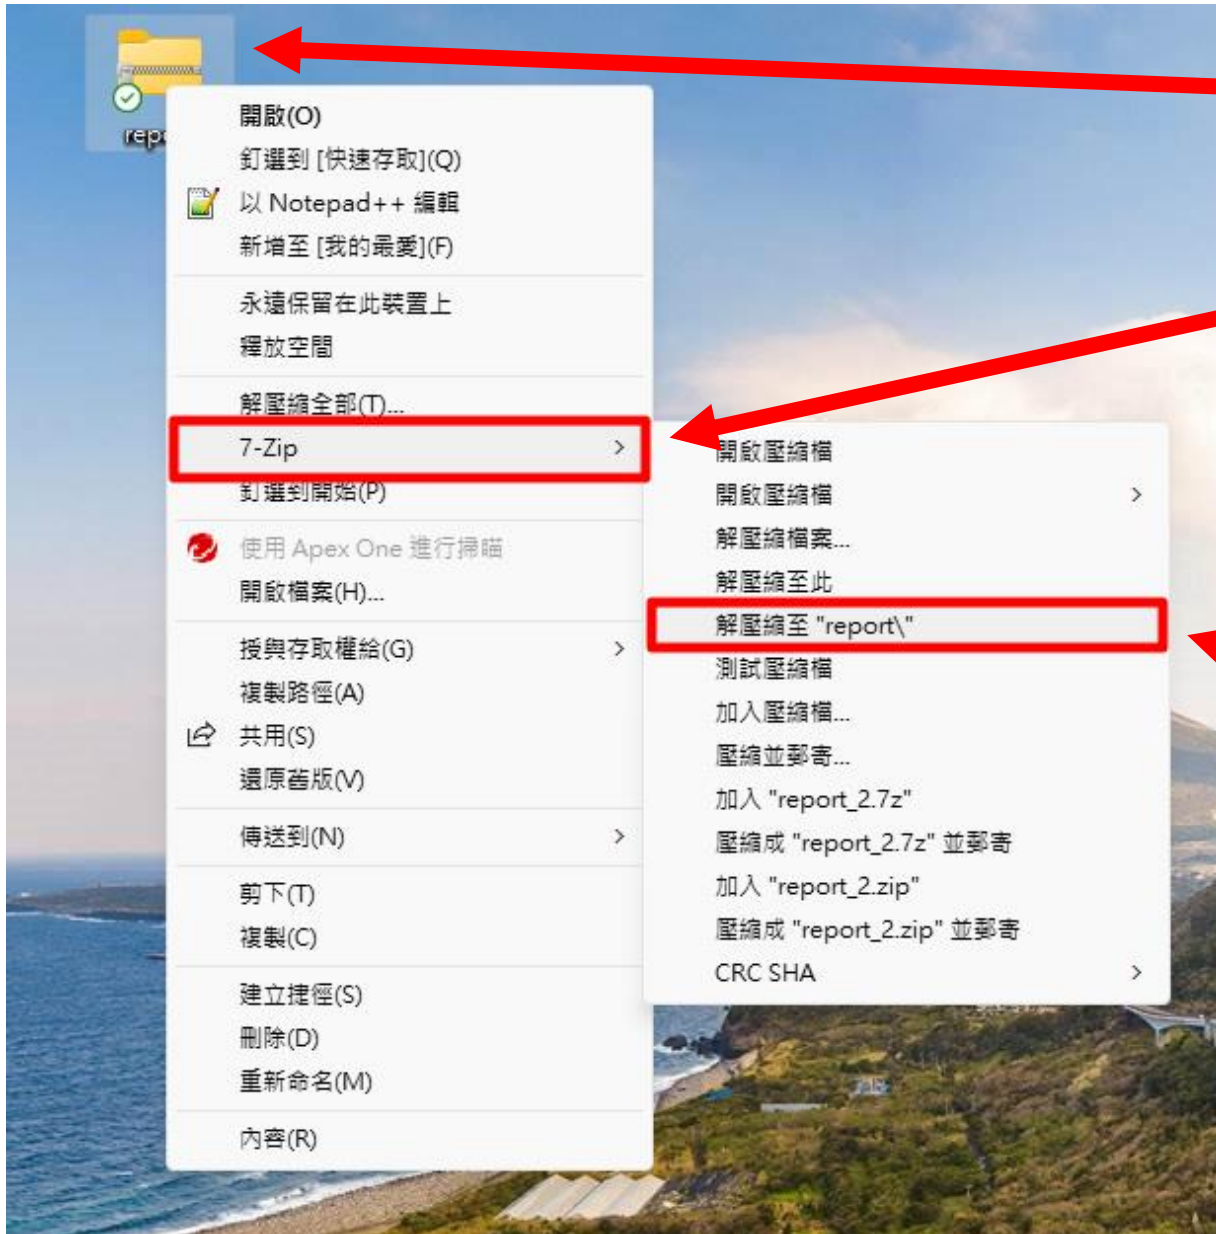 開啟(O)
釘選到 [快速存取](Q)
以 Notepad++ 編輯
新增至 [我的最愛](F)
永遠保留在此裝置上
釋放空間
解壓縮全部(T)...
7-Zip
釘選到開始(P)
使用 Apex One 進行掃瞄
開啟檔案(H)...
授與存取權給(G)
複製路徑(A)
共用(S)
還原舊版(V)
傳送到(N)
剪下(T)
複製(C)
建立捷徑(S)
刪除(D)
重新命名(M)
內容(R)
開啟壓縮檔
開啟壓縮檔
解壓縮檔案...
解壓縮至此
解壓縮至 "report\"
測試壓縮檔
加入壓縮檔...
壓縮並郵寄...
加入 "report_2.7z"
壓縮成 "report_2.7z" 並郵寄
加入 "report_2.zip"
壓縮成 "report_2.zip" 並郵寄
CRC SHA